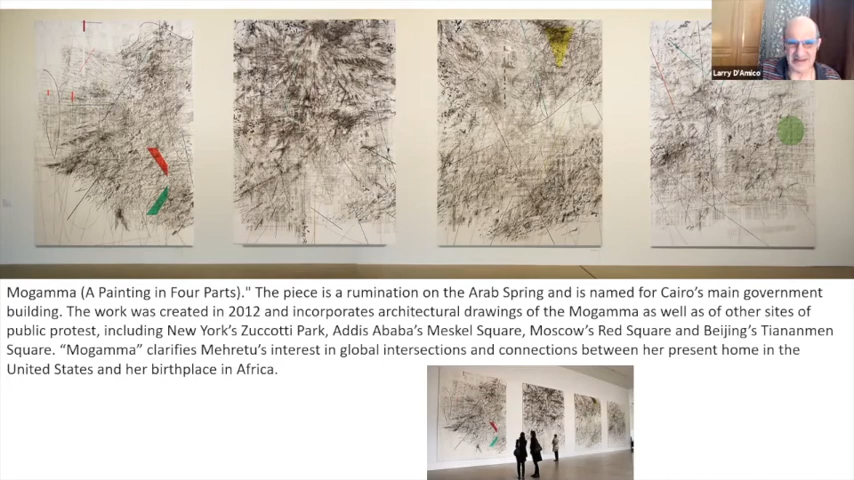 Larry D'Amico
Mogamma (A Painting in Four Parts)." The piece is a rumination on the Arab Spring and is named for Cairo's main government
building. The work was created in 2012 and incorporates architectural drawings of the Mogamma as well as of other sites of
public protest, including New York's Zuccotti Park, Addis Ababa's Meskel Square, Moscow's Red Square and Beijing's Tiananmen
Square. “Mogamma” clarifies Mehretu's interest in global intersections and connections between her present home in the
United States and her birthplace in Africa.